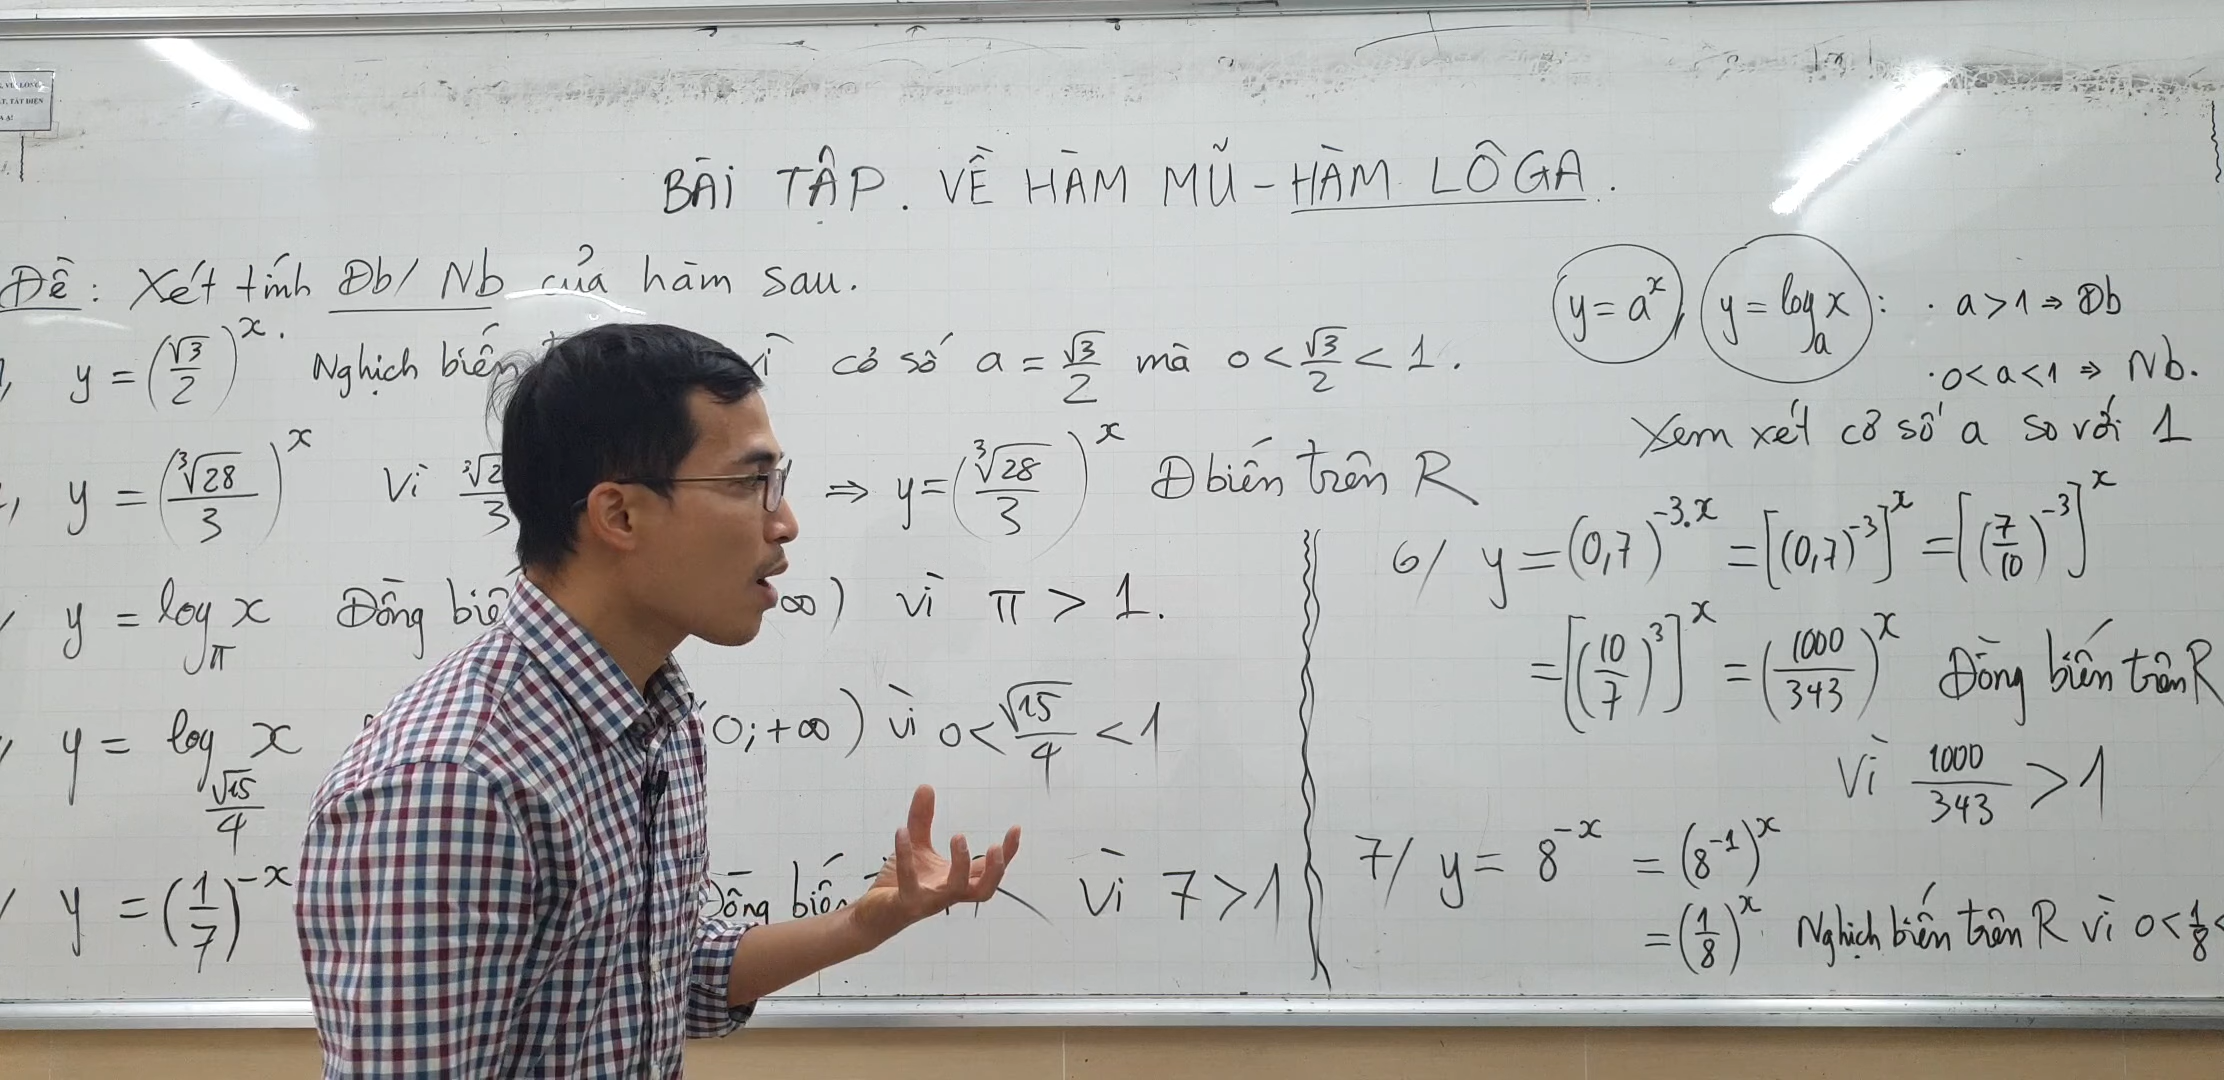 BÀI TẬP. VỀ HÀM MŨ - HÀM LÔGA.
Đề: Xét tính Đb/ Nb của hàm sau.
y = (√3/2)^x. Nghịch biến vì cơ số a = √3/2 mà 0 < √3/2 < 1.
y = (∛28/3)^x Vì ⇒ y = (∛28/3)^x Đ biến trên R
y = log_π x Đồng biến ∞) vì π > 1.
y = log_(√15/4) x (0; +∞) vì 0 < √15/4 < 1
y = (1/7)^-x Đồng biến R vì 7 > 1
y = a^x, y = log_a x : · a > 1 ⇒ Đb
· 0 < a < 1 ⇒ Nb.
Xem xét cơ số a so với 1
6/ y = (0,7)^-3.x = [(0,7)^-3]^x = [(7/10)^-3]^x
= [(10/7)^3]^x = (1000/343)^x Đồng biến trên R
Vì 1000/343 > 1
7/ y = 8^-x = (8^-1)^x
= (1/8)^x. Nghịch biến trên R vì 0 < 1/8 <